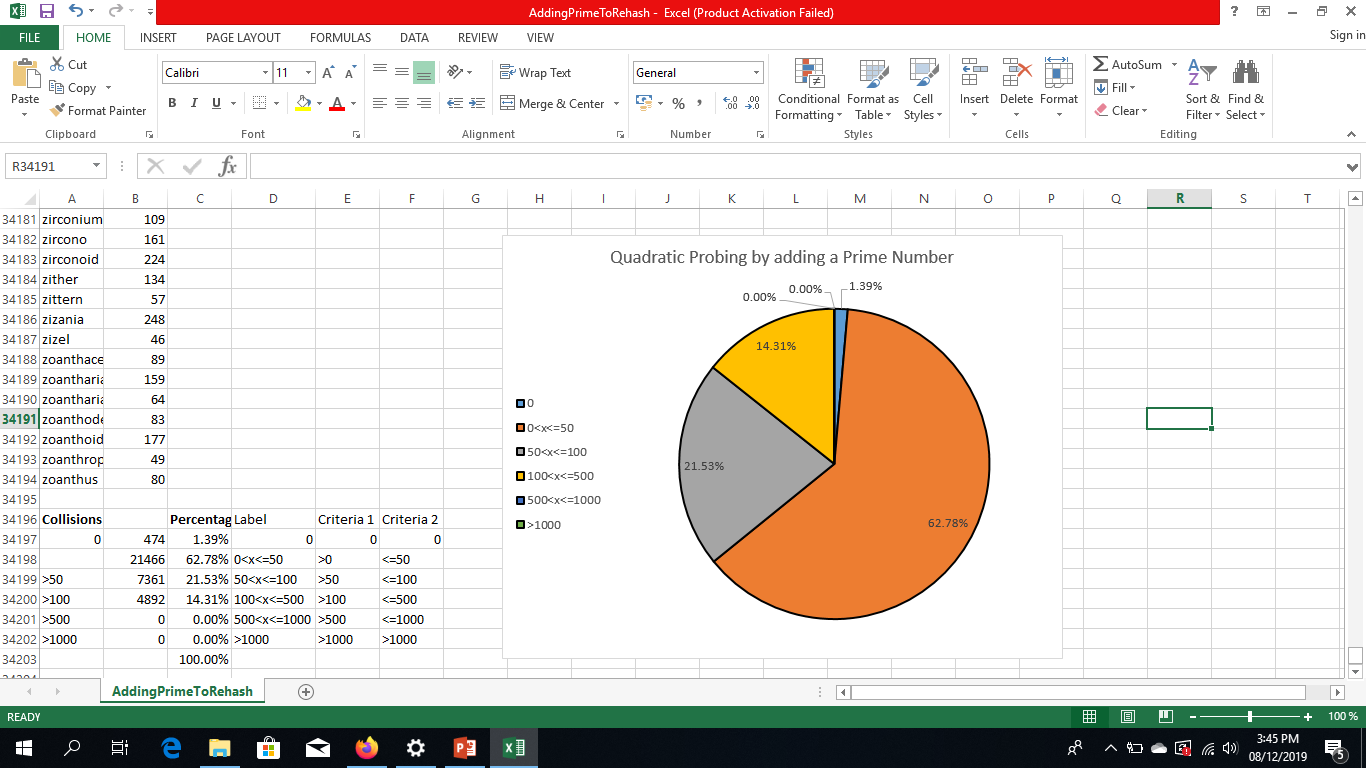 AddingPrimeToRehash - Excel (Product Activation Failed)
FILE HOME INSERT PAGE LAYOUT FORMULAS DATA REVIEW VIEW Sign in
Paste Cut Copy Format Painter Clipboard
Calibri 11 A A B I U A Font
Wrap Text Merge & Center Alignment
General % , Number
Conditional Formatting Format as Table Cell Styles Styles
Insert Delete Format Cells
AutoSum Fill Clear Sort & Filter Find & Select Editing
R34191 fx
A B C D E F G H I J K L M N O P Q R S T
34181 zirconium 109
34182 zircono 161
34183 zirconoid 224
34184 zither 134
34185 zittern 57
34186 zizania 248
34187 zizel 46
34188 zoanthace 89
34189 zoantharia 159
34190 zoantharia 64
34191 zoanthode 83
34192 zoanthoid 177
34193 zoanthrop 49
34194 zoanthus 80
34195
34196 Collisions Percentag Label Criteria 1 Criteria 2
34197 0 474 1.39% 0 0 0
34198 21466 62.78% 0<x<=50 >0 <=50
34199 >50 7361 21.53% 50<x<=100 >50 <=100
34200 >100 4892 14.31% 100<x<=500 >100 <=500
34201 >500 0 0.00% 500<x<=1000 >500 <=1000
34202 >1000 0 0.00% >1000 >1000 >1000
34203 100.00%
Quadratic Probing by adding a Prime Number
0.00% 0.00% 1.39%
14.31%
21.53%
62.78%
0
0<x<=50
50<x<=100
100<x<=500
500<x<=1000
>1000
AddingPrimeToRehash
READY 100 %
3:45 PM
08/12/2019
5